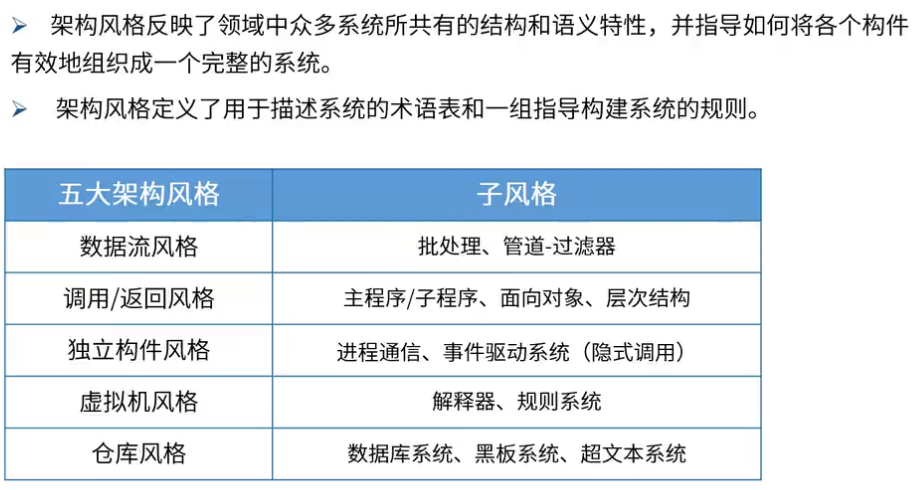 ➢ 架构风格反映了领域中众多系统所共有的结构和语义特性，并指导如何将各个构件
有效地组织成一个完整的系统。
➢ 架构风格定义了用于描述系统的术语表和一组指导构建系统的规则。
五大架构风格 子风格
数据流风格 批处理、管道-过滤器
调用/返回风格 主程序/子程序、面向对象、层次结构
独立构件风格 进程通信、事件驱动系统（隐式调用）
虚拟机风格 解释器、规则系统
仓库风格 数据库系统、黑板系统、超文本系统